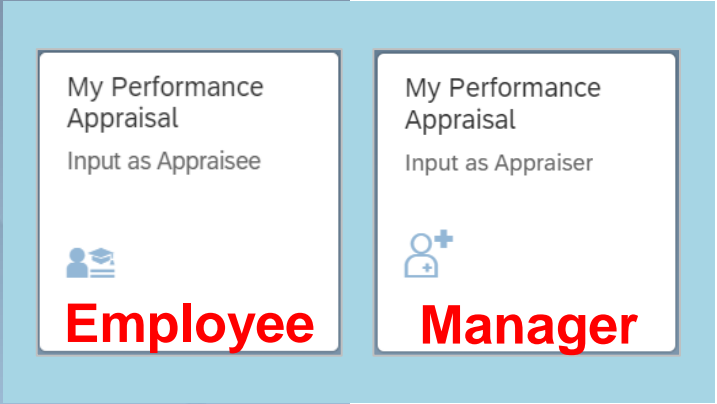 My Performance
Appraisal
Input as Appraisee
Employee
My Performance
Appraisal
Input as Appraiser
Manager